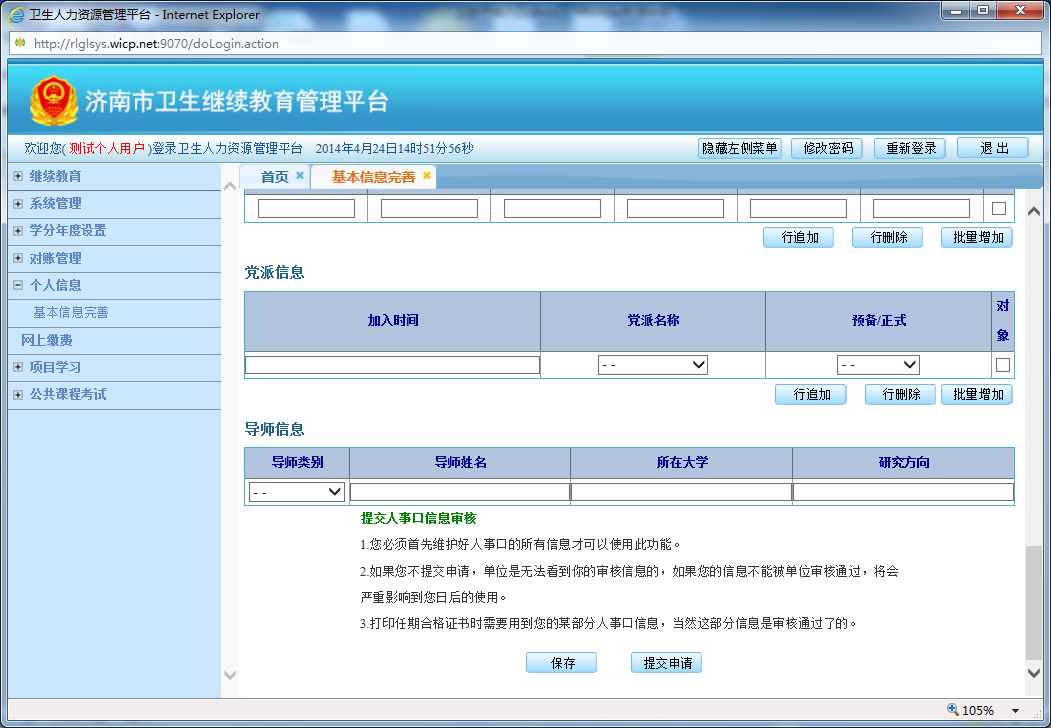 卫生人力资源管理平台 - Internet Explorer
http://rlglsys.wicp.net:9070/doLogin.action
济南市卫生继续教育管理平台
欢迎您( 测试个人用户 )登录卫生人力资源管理平台 2014年4月24日14时51分56秒
隐藏左侧菜单 修改密码 重新登录 退 出
继续教育
系统管理
学分年度设置
对账管理
个人信息
基本信息完善
网上缴费
项目学习
公共课程考试
首页 基本信息完善
行追加 行删除 批量增加
党派信息
加入时间 党派名称 预备/正式 对象
- - - -
行追加 行删除 批量增加
导师信息
导师类别 导师姓名 所在大学 研究方向
- -
提交人事口信息审核
1.您必须首先维护好人事口的所有信息才可以使用此功能。
2.如果您不提交申请，单位是无法看到你的审核信息的，如果您的信息不能被单位审核通过，将会
严重影响到您日后的使用。
3.打印任期合格证书时需要用到您的某部分人事口信息，当然这部分信息是审核通过了的。
保存 提交申请
105%